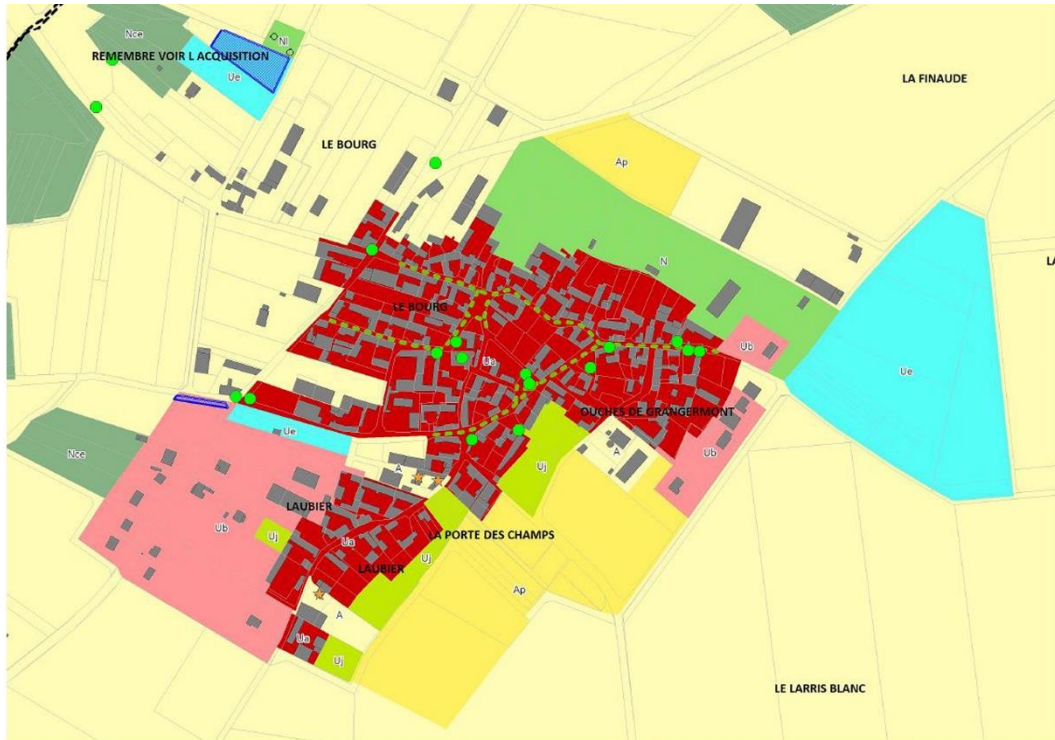 Nce
Nl
REMEMBRE VOIR L ACQUISITION
Ue
LA FINAUDE
LE BOURG
Ap
N
LA
LE BOURG
Ub
Ua
Ue
OUCHES DE GRANGERMONT
Ue
Nce
A
Uj
A
Ub
LAUBIER
Ub
LA PORTE DES CHAMPS
Uj
Ua
Uj
LAUBIER
Ap
A
Ua
Uj
LE LARRIS BLANC